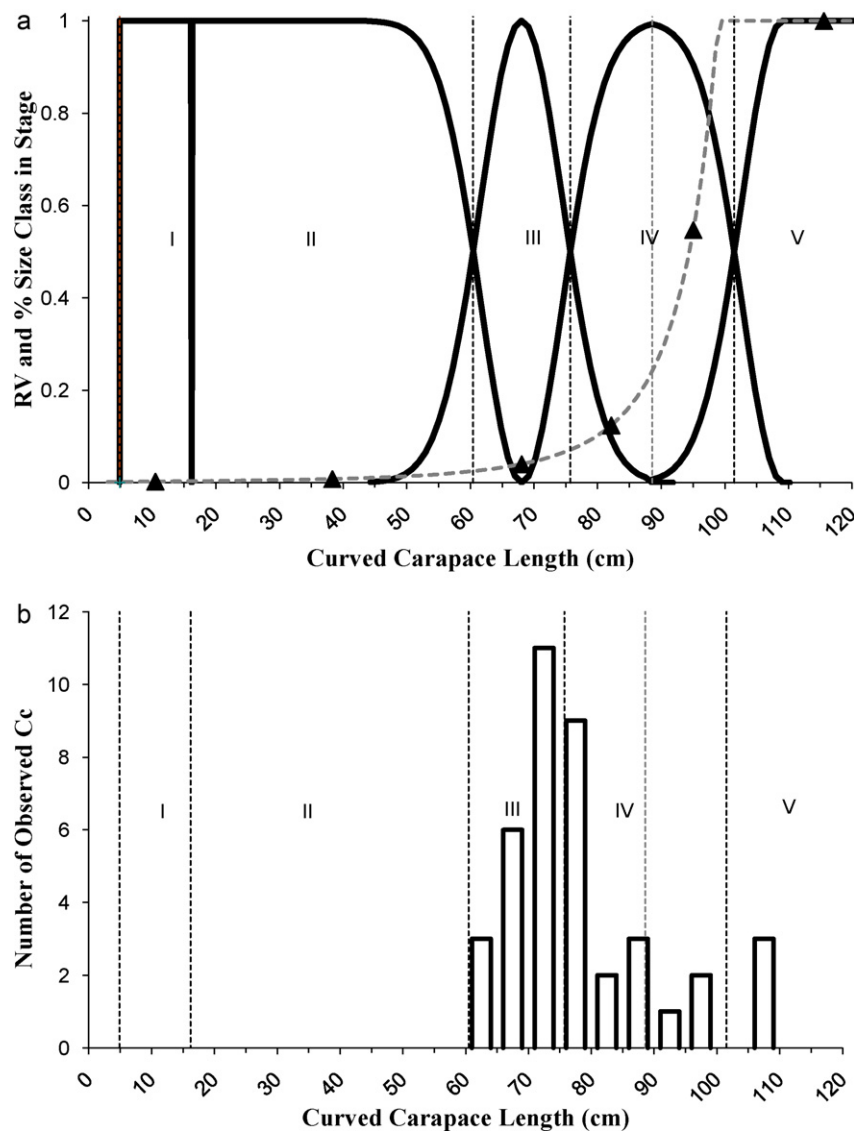 a
RV and % Size Class in Stage
1
0.8
0.6
0.4
0.2
0
I
II
III
IV
V
0
10
20
30
40
50
60
70
80
90
100
110
120
Curved Carapace Length (cm)
b
Number of Observed Cc
12
10
8
6
4
2
0
I
II
III
IV
V
0
10
20
30
40
50
60
70
80
90
100
110
120
Curved Carapace Length (cm)